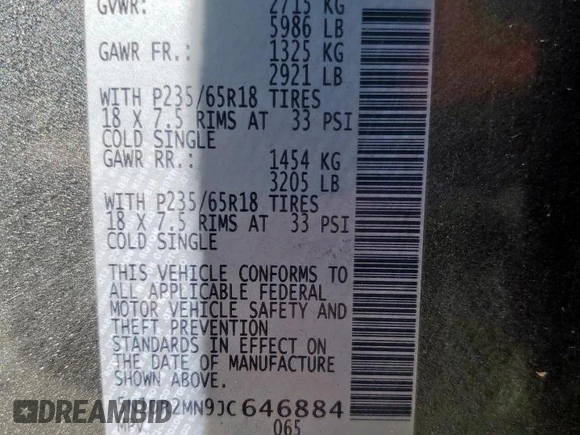 GVWR: 2715 KG
5986 LB
GAWR FR.: 1325 KG
2921 LB
WITH P235/65R18 TIRES
18 X 7.5 RIMS AT 33 PSI
COLD SINGLE
GAWR RR.: 1454 KG
3205 LB
WITH P235/65R18 TIRES
18 X 7.5 RIMS AT 33 PSI
COLD SINGLE
THIS VEHICLE CONFORMS TO
ALL APPLICABLE FEDERAL
MOTOR VEHICLE SAFETY AND
THEFT PREVENTION
STANDARDS IN EFFECT ON
THE DATE OF MANUFACTURE
SHOWN ABOVE.
2MN9JC646884
065
DREAMBID